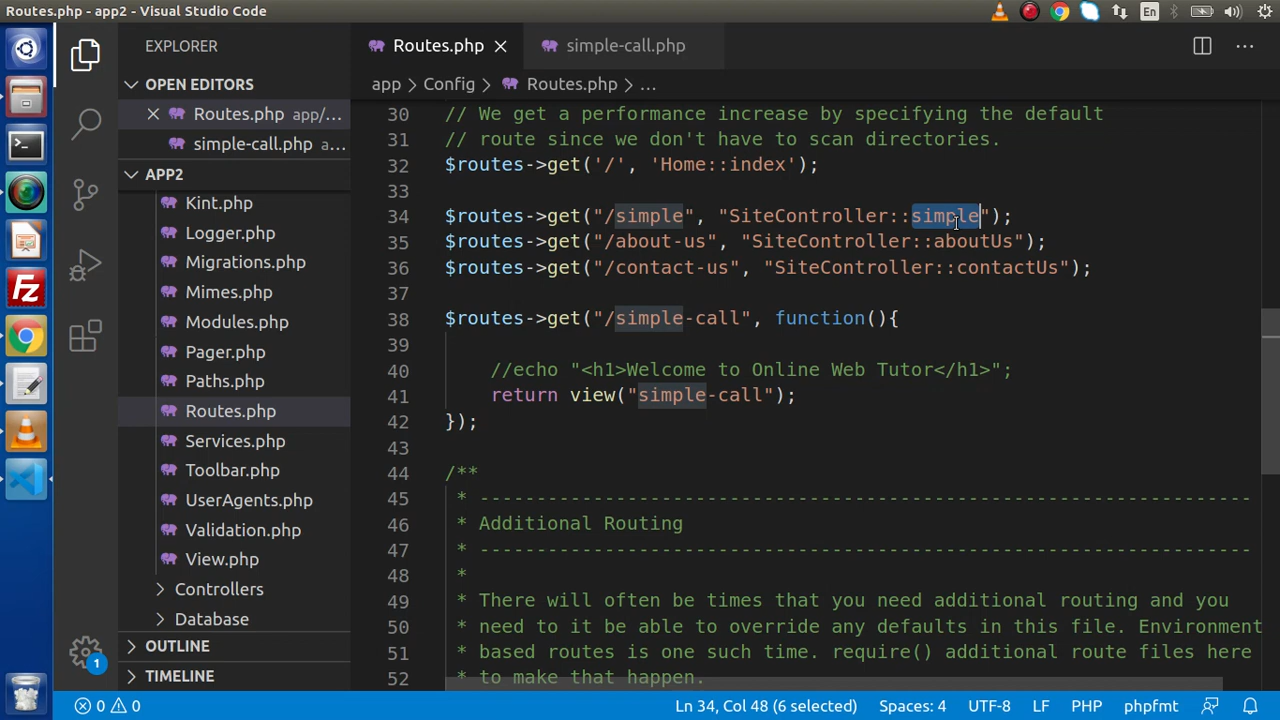 Routes.php - app2 - Visual Studio Code
En
EXPLORER
OPEN EDITORS
Routes.php app/...
simple-call.php a...
APP2
Kint.php
Logger.php
Migrations.php
Mimes.php
Modules.php
Pager.php
Paths.php
Routes.php
Services.php
Toolbar.php
UserAgents.php
Validation.php
View.php
Controllers
Database
OUTLINE
TIMELINE
1
Routes.php
simple-call.php
app > Config > Routes.php > ...
30 // We get a performance increase by specifying the default
31 // route since we don't have to scan directories.
32 $routes->get('/', 'Home::index');
33
34 $routes->get("/simple", "SiteController::simple");
35 $routes->get("/about-us", "SiteController::aboutUs");
36 $routes->get("/contact-us", "SiteController::contactUs");
37
38 $routes->get("/simple-call", function(){
39
40 //echo "<h1>Welcome to Online Web Tutor</h1>";
41 return view("simple-call");
42 });
43
44 /**
45 * --------------------------------------------------------------------
46 * Additional Routing
47 * --------------------------------------------------------------------
48 *
49 * There will often be times that you need additional routing and you
50 * need to it be able to override any defaults in this file. Environment
51 * based routes is one such time. require() additional route files here
52 * to make that happen.
0 0 Ln 34, Col 48 (6 selected) Spaces: 4 UTF-8 LF PHP phpfmt